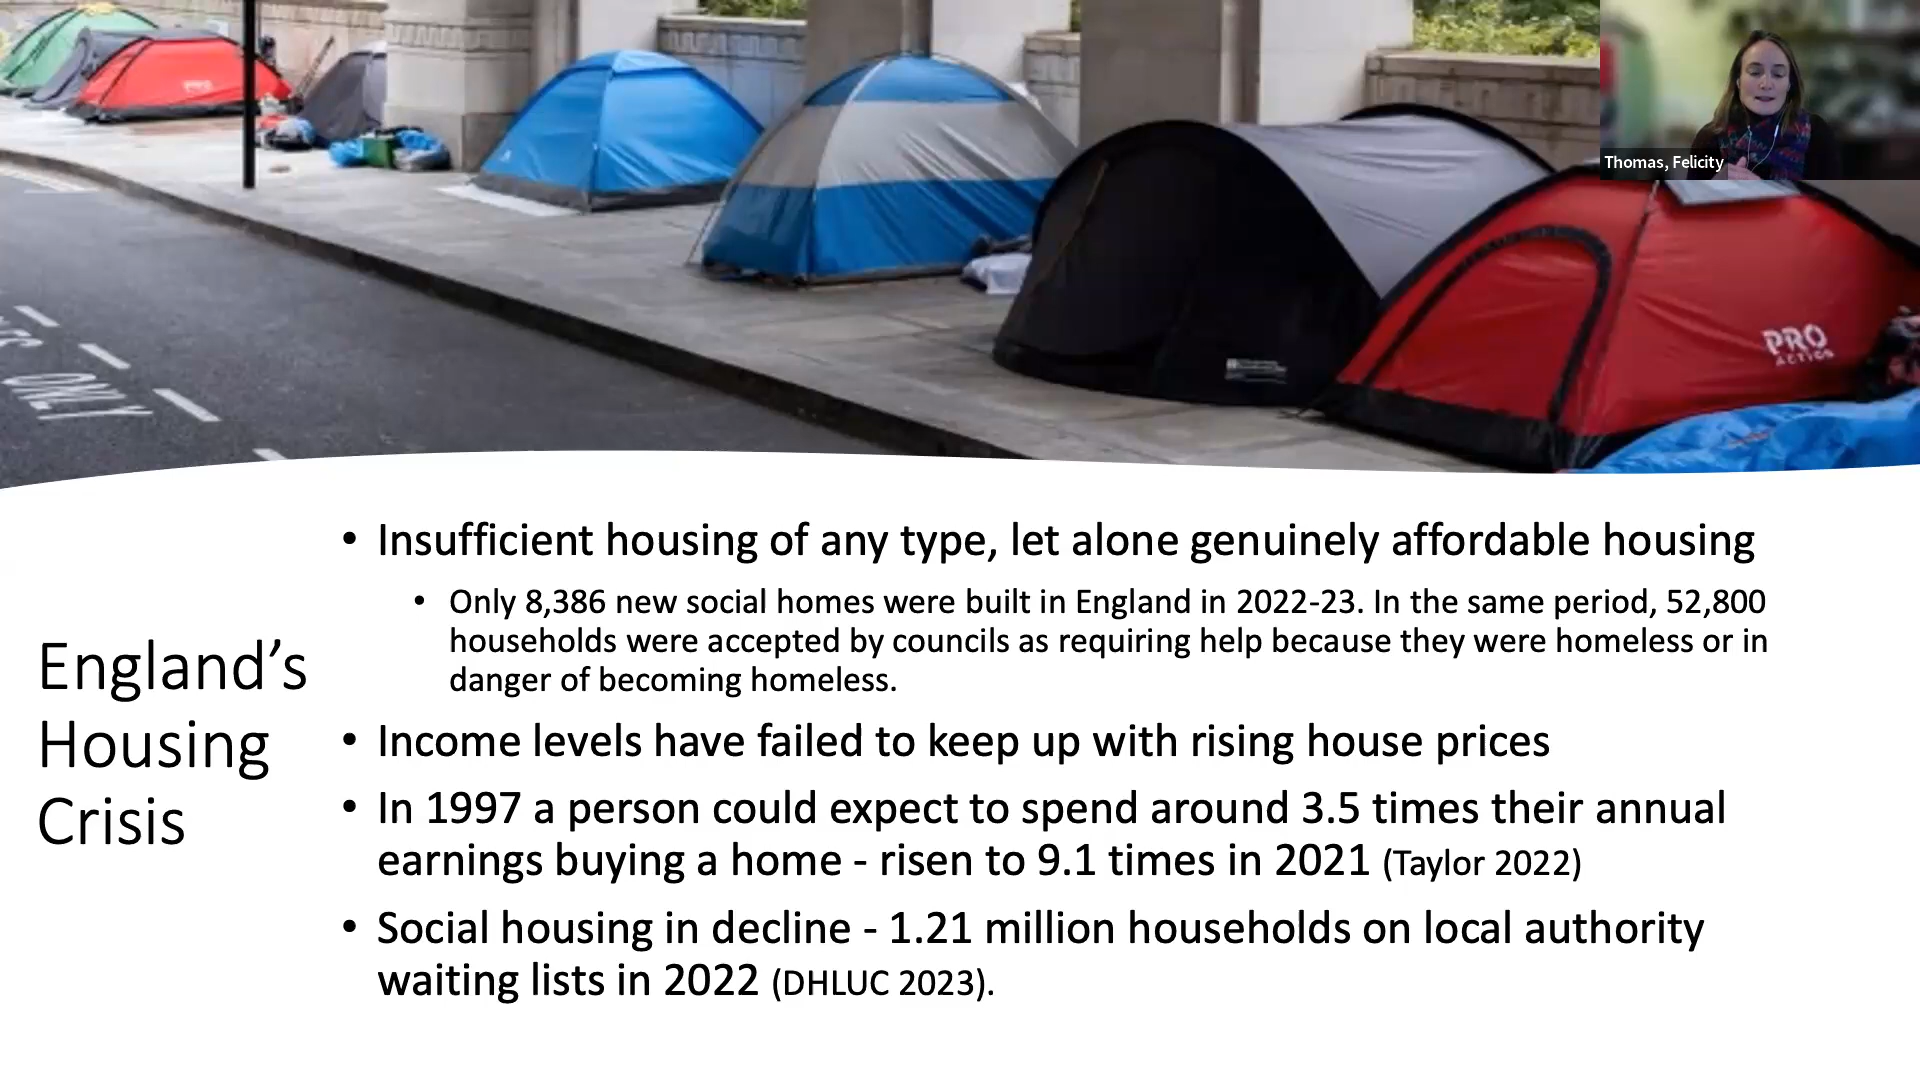 PRO
PRO
ACTION
ONLY
Thomas, Felicity
England’s
Housing
Crisis
• Insufficient housing of any type, let alone genuinely affordable housing
• Only 8,386 new social homes were built in England in 2022-23. In the same period, 52,800
households were accepted by councils as requiring help because they were homeless or in
danger of becoming homeless.
• Income levels have failed to keep up with rising house prices
• In 1997 a person could expect to spend around 3.5 times their annual
earnings buying a home - risen to 9.1 times in 2021 (Taylor 2022)
• Social housing in decline - 1.21 million households on local authority
waiting lists in 2022 (DHLUC 2023).